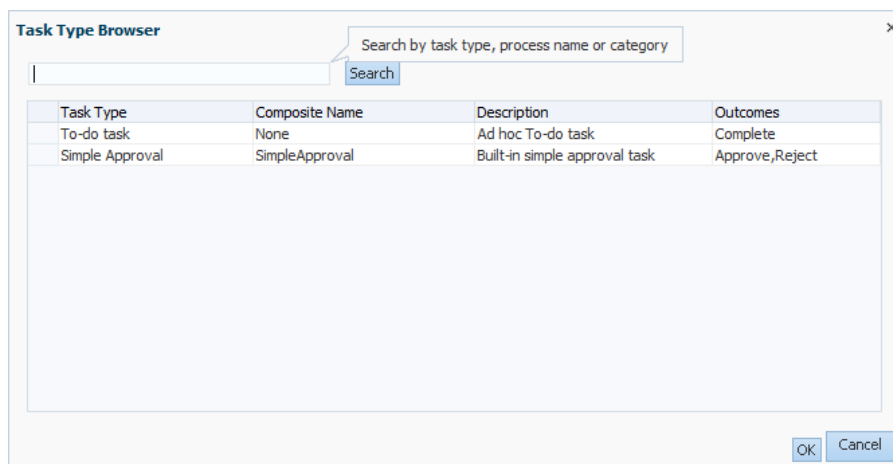 Task Type Browser
Search by task type, process name or category
Search
Task Type Composite Name Description Outcomes
To-do task None Ad hoc To-do task Complete
Simple Approval SimpleApproval Built-in simple approval task Approve,Reject
OK Cancel